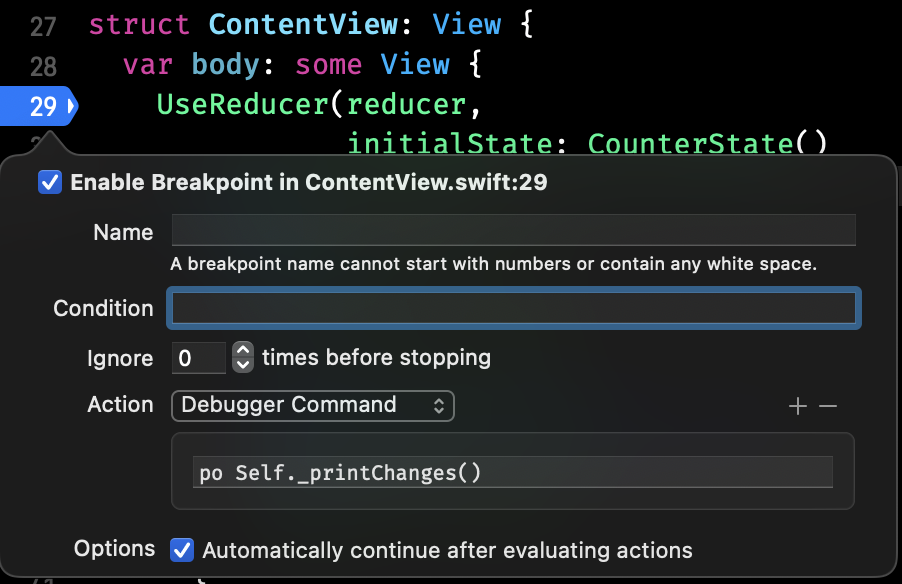 27 struct ContentView: View {
28 var body: some View {
29 UseReducer(reducer,
initialState: CounterState()
Enable Breakpoint in ContentView.swift:29
Name
A breakpoint name cannot start with numbers or contain any white space.
Condition
Ignore 0 times before stopping
Action Debugger Command
po Self._printChanges()
Options Automatically continue after evaluating actions